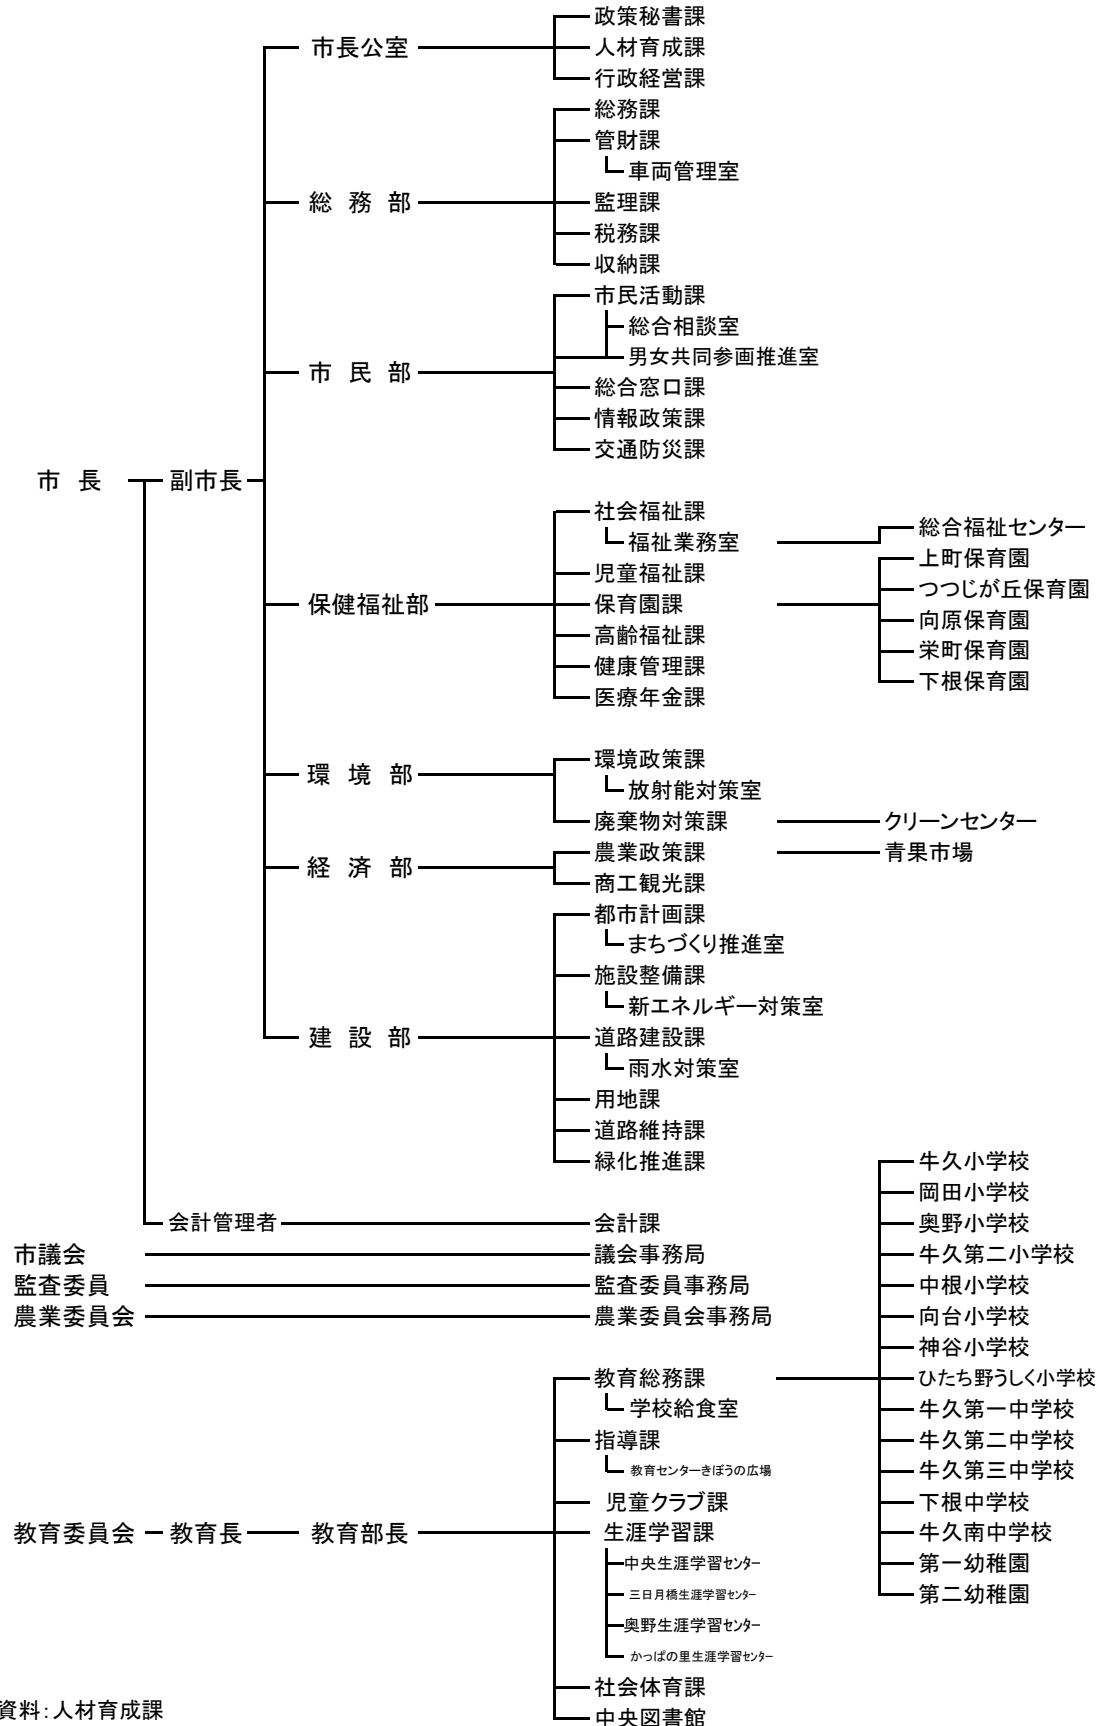 政策秘書課
市長公室
人材育成課
行政経営課
総務課
管財課
車両管理室
総務部
監理課
税務課
収納課
市民活動課
総合相談室
男女共同参画推進室
市民部
総合窓口課
情報政策課
交通防災課
市長
副市長
社会福祉課
総合福祉センター
福祉業務室
上町保育園
児童福祉課
つつじが丘保育園
保健福祉部
保育園課
向原保育園
高齢福祉課
栄町保育園
健康管理課
下根保育園
医療年金課
環境政策課
環境部
放射能対策室
廃棄物対策課
クリーンセンター
農業政策課
青果市場
経済部
商工観光課
都市計画課
まちづくり推進室
施設整備課
新エネルギー対策室
建設部
道路建設課
雨水対策室
用地課
道路維持課
緑化推進課
牛久小学校
岡田小学校
会計管理者
会計課
奥野小学校
市議会
議会事務局
牛久第二小学校
監査委員
監査委員事務局
中根小学校
農業委員会
農業委員会事務局
向台小学校
神谷小学校
教育総務課
ひたち野うしく小学校
学校給食室
牛久第一中学校
指導課
牛久第二中学校
教育センターきぼうの広場
牛久第三中学校
児童クラブ課
下根中学校
教育委員会
教育長
教育部長
生涯学習課
牛久南中学校
中央生涯学習センター
第一幼稚園
三日月橋生涯学習センター
第二幼稚園
奥野生涯学習センター
かっぱの里生涯学習センター
社会体育課
資料：人材育成課
中央図書館